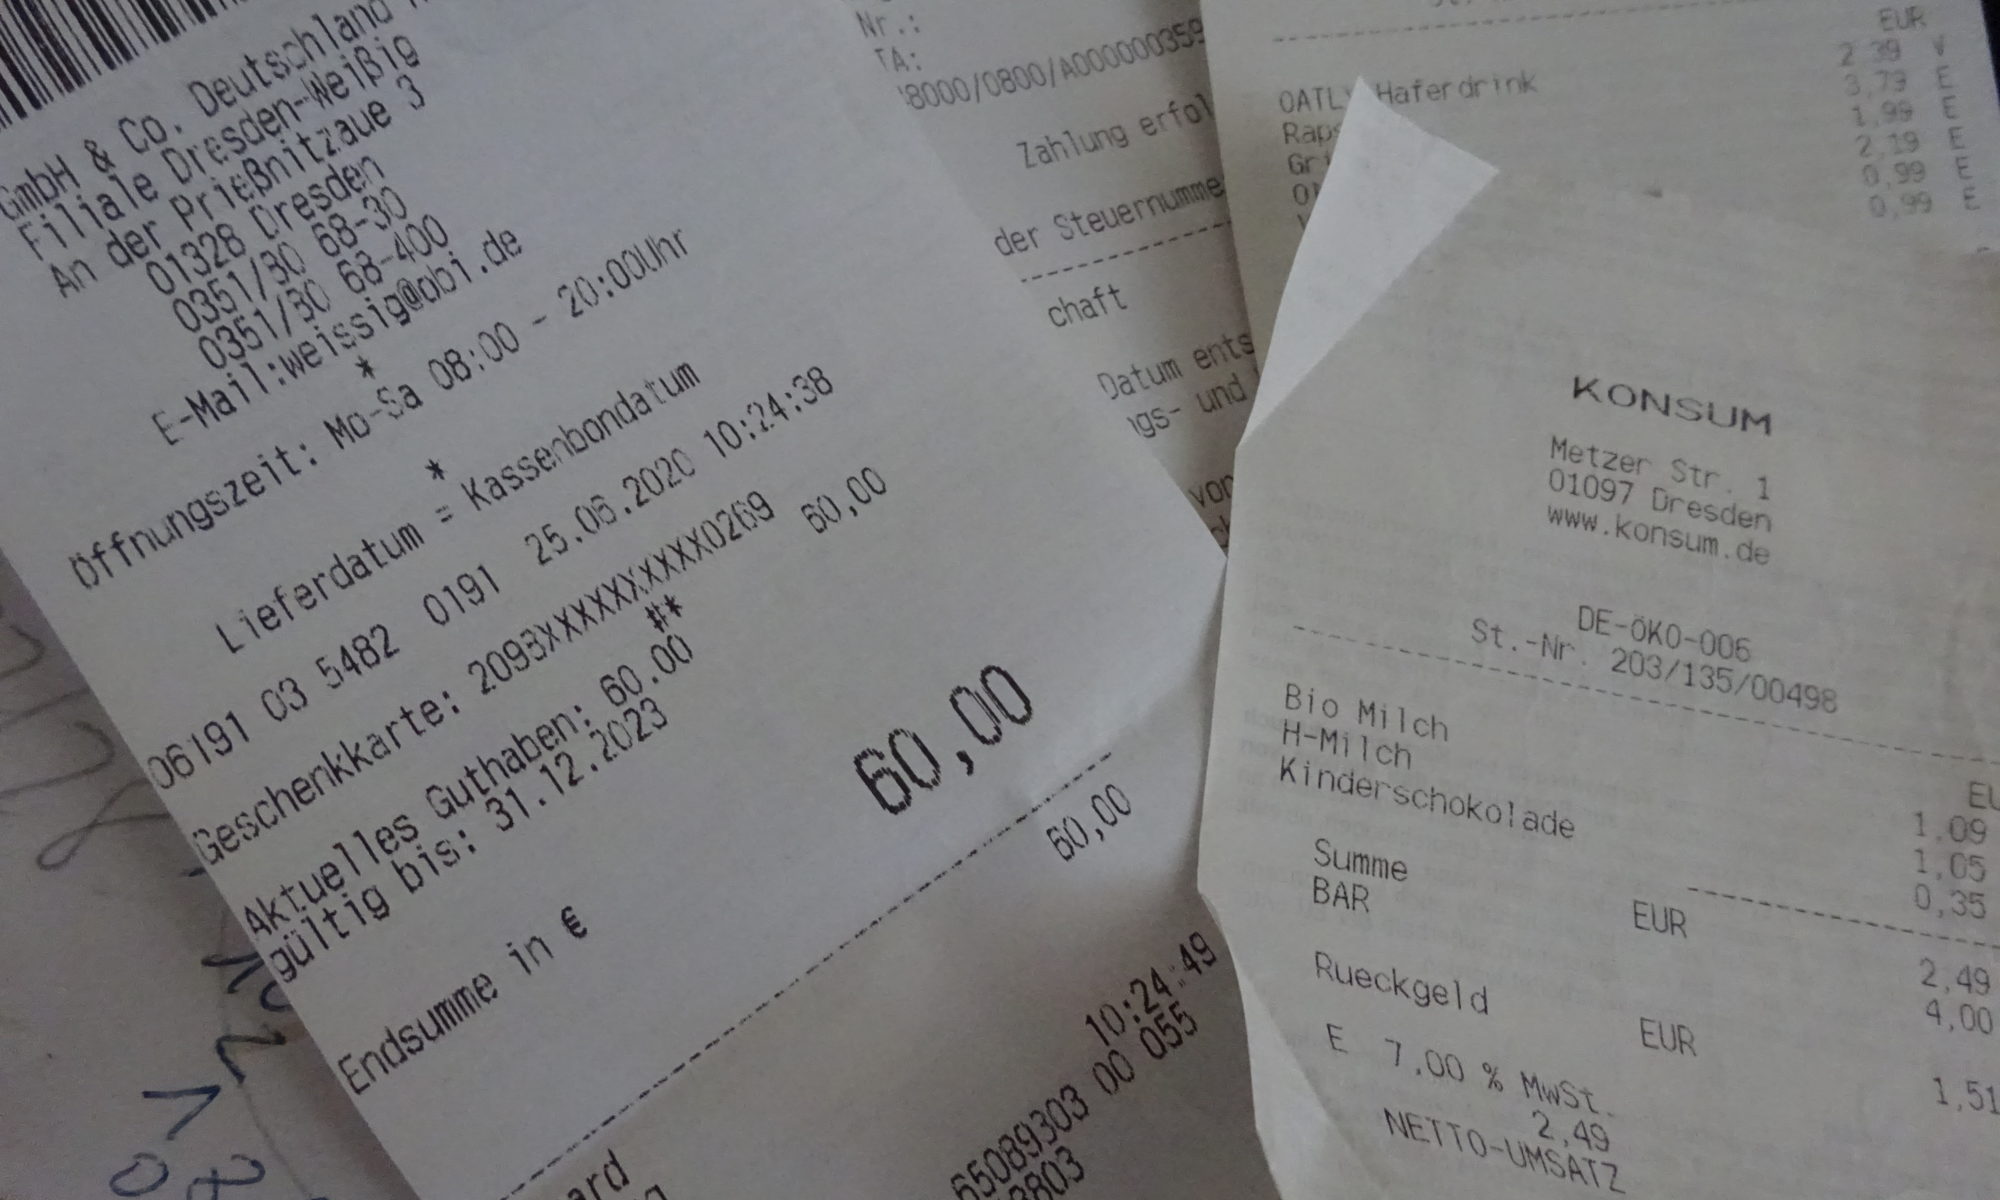 GmbH & Co. Deutschland
Filiale Dresden-Weißig
An der Prießnitzaue 3
01328 Dresden
0351/30 68-30
0351/30 68-400
E-Mail:weissig@obi.de
*
Öffnungszeit: Mo-Sa 08:00 - 20:00Uhr
*
Lieferdatum = Kassenbondatum
06191 03 5482 0191 25.06.2020 10:24:38
Geschenkkarte: 2093XXXXXXXXXXXX0269 60,00
#*
Aktuelles Guthaben: 60.00
gültig bis: 31.12.2023
60,00
Endsumme in € 60,00
10:24:49
65089303 00 055
Nr.:
TA:
Zahlung erfol
der Steuernumme
chaft
Datum ents
ngs- und
von
EUR
2,39
OATLY Haferdrink 3,79 E
Raps 1,99 E
Gri 2,19 E
0,99 E
0,99 E
KONSUM
Metzer Str. 1
01097 Dresden
www.konsum.de
DE-ÖKO-006
St.-Nr. 203/135/00498
EU
Bio Milch 1,09
H-Milch 1,05
Kinderschokolade 0,35
Summe EUR 2,49
BAR 4,00
Rueckgeld EUR 1,51
E 7,00 % MwSt.
2,49
NETTO-UMSATZ